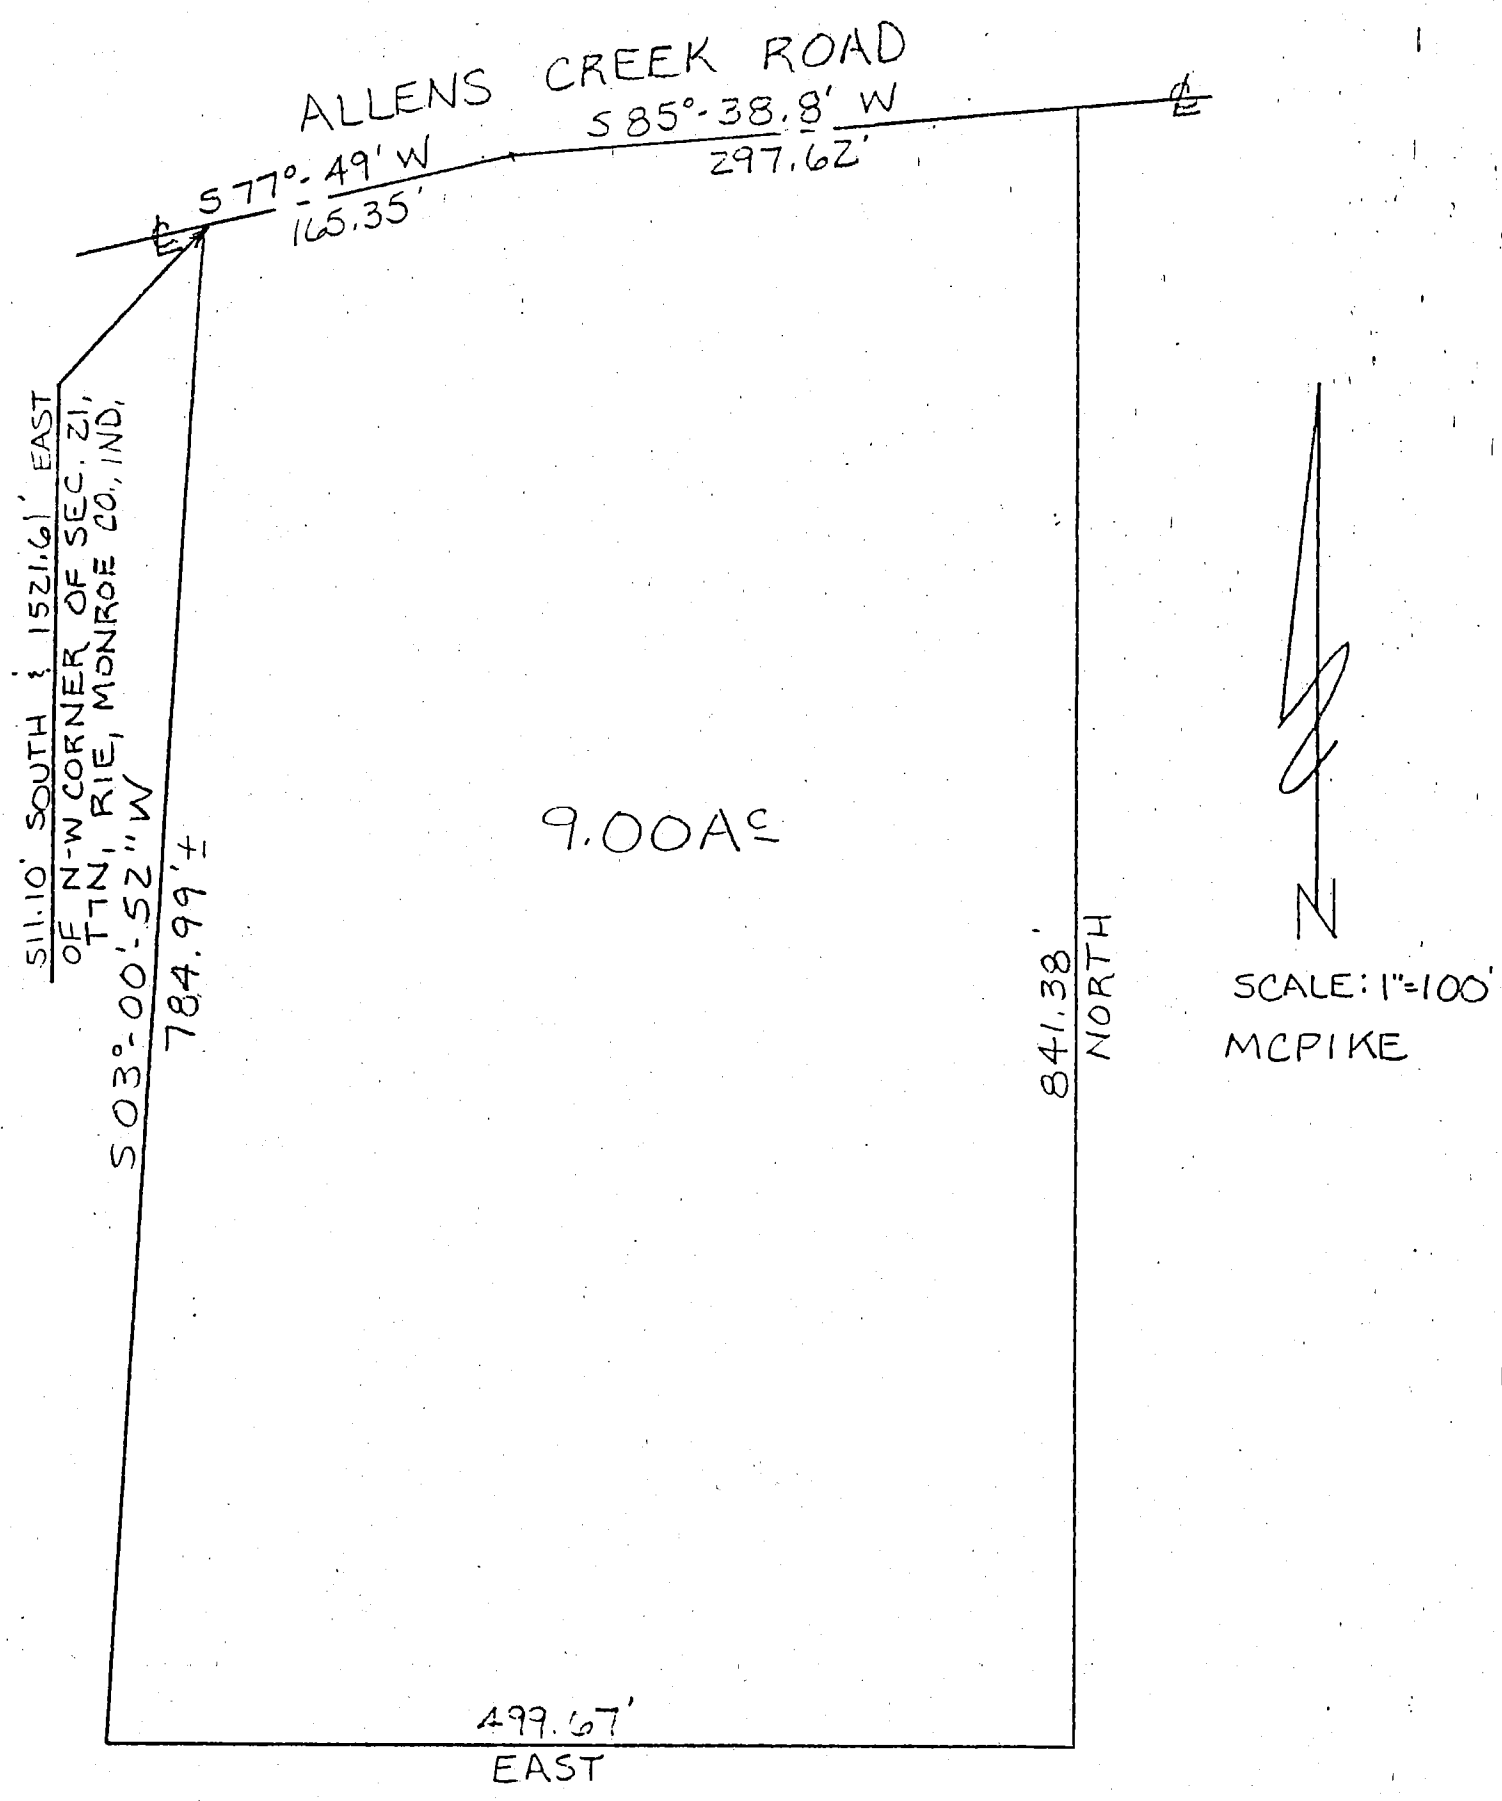 ALLENS CREEK ROAD
S 85°-38.8' W
297.62'
S 77°-49' W
165.35'
511.10' SOUTH & 1521.61' EAST
OF N-W CORNER OF SEC. 21,
T7N, R1E, MONROE CO., IND.
S 03°-00'-52" W
784.99'±
9.00Ac
841.38'
NORTH
N
SCALE: 1"=100'
MCPIKE
499.67'
EAST